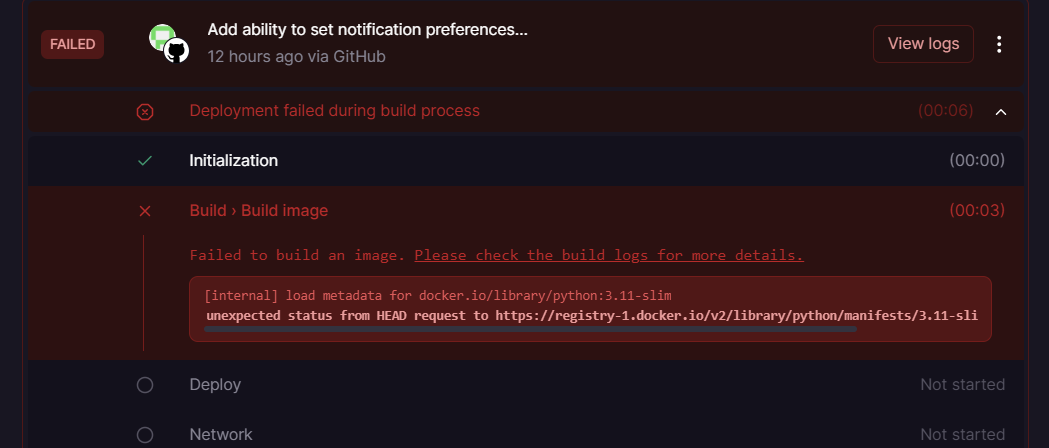 FAILED
Add ability to set notification preferences...
12 hours ago via GitHub
View logs
Deployment failed during build process
(00:06)
Initialization
(00:00)
Build › Build image
(00:03)
Failed to build an image. Please check the build logs for more details.
[internal] load metadata for docker.io/library/python:3.11-slim
unexpected status from HEAD request to https://registry-1.docker.io/v2/library/python/manifests/3.11-sli
Deploy
Not started
Network
Not started